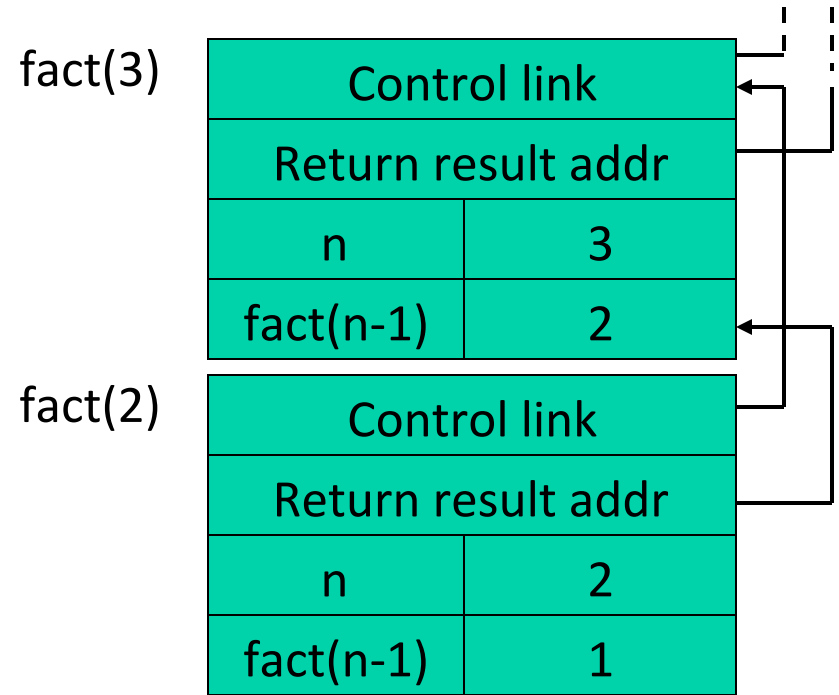 fact(3)
Control link
Return result addr
n 3
fact(n-1) 2
fact(2)
Control link
Return result addr
n 2
fact(n-1) 1